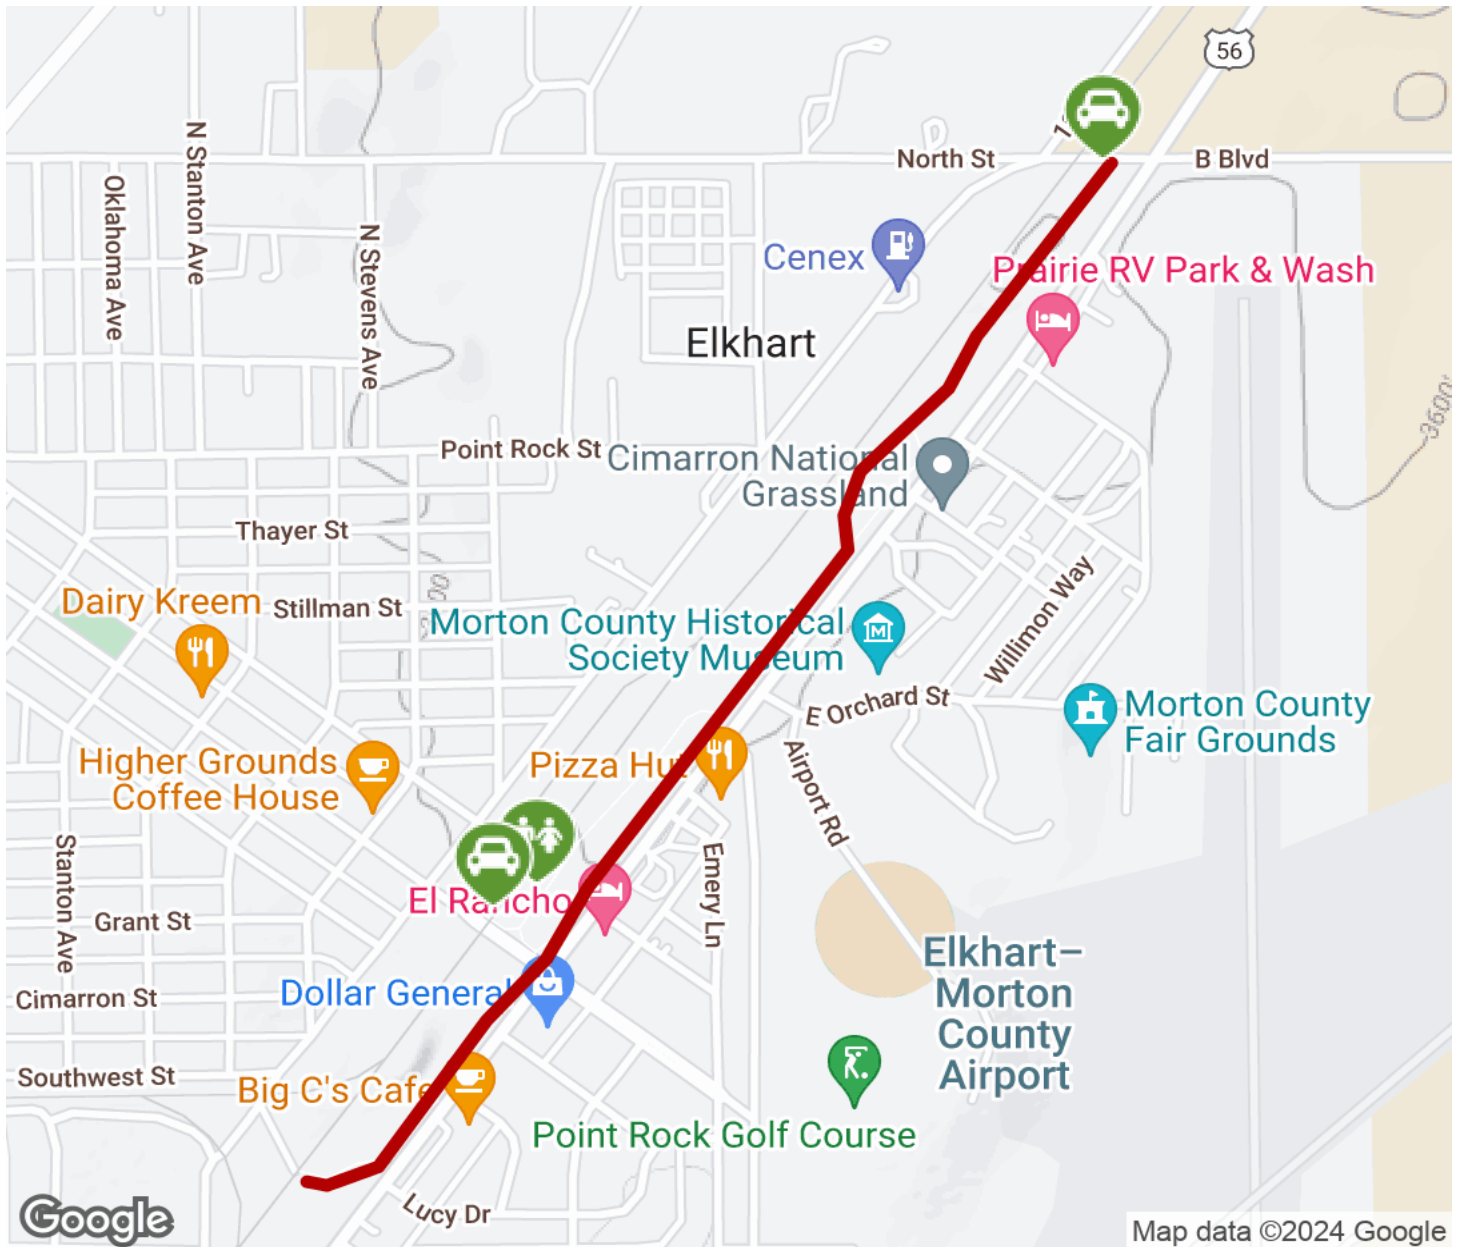 56
North St
B Blvd
N Stanton Ave
Oklahoma Ave
N Stevens Ave
Cenex
Prairie RV Park & Wash
Elkhart
3600
Point Rock St
Cimarron National
Grassland
Thayer St
Dairy Kreem
Stillman St
Morton County Historical
Society Museum
M
Willimon Way
E Orchard St
Morton County
Fair Grounds
Higher Grounds
Coffee House
Pizza Hut
Airport Rd
Stanton Ave
Emery Ln
El Rancho
Grant St
Elkhart–
Morton
County
Airport
Cimarron St
Dollar General
Southwest St
Big C's Cafe
Point Rock Golf Course
Lucy Dr
Google
Map data ©2024 Google